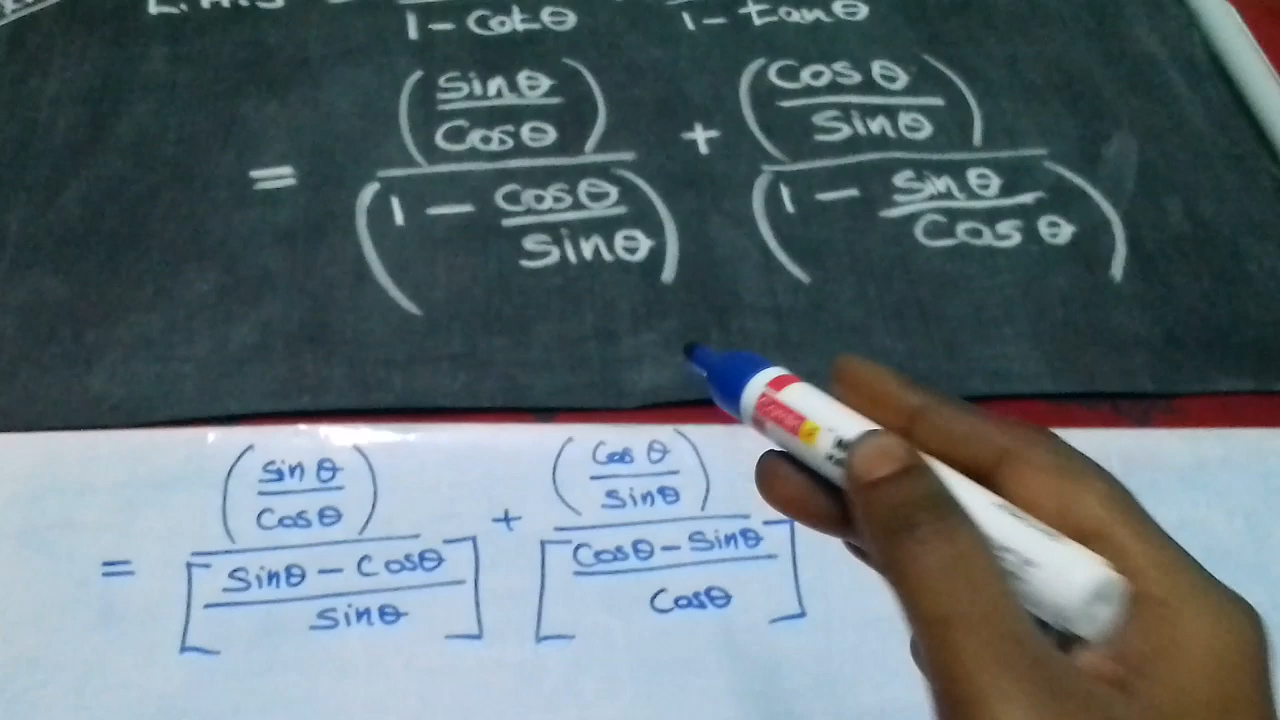 1 - Cotθ 1 - tanθ
= (sinθ/Cosθ)/(1 - Cosθ/Sinθ) + (Cosθ/Sinθ)/(1 - Sinθ/Cosθ)
= (Sinθ/Cosθ)/[Sinθ - Cosθ/Sinθ] + (Cosθ/Sinθ)/[Cosθ - Sinθ/Cosθ]